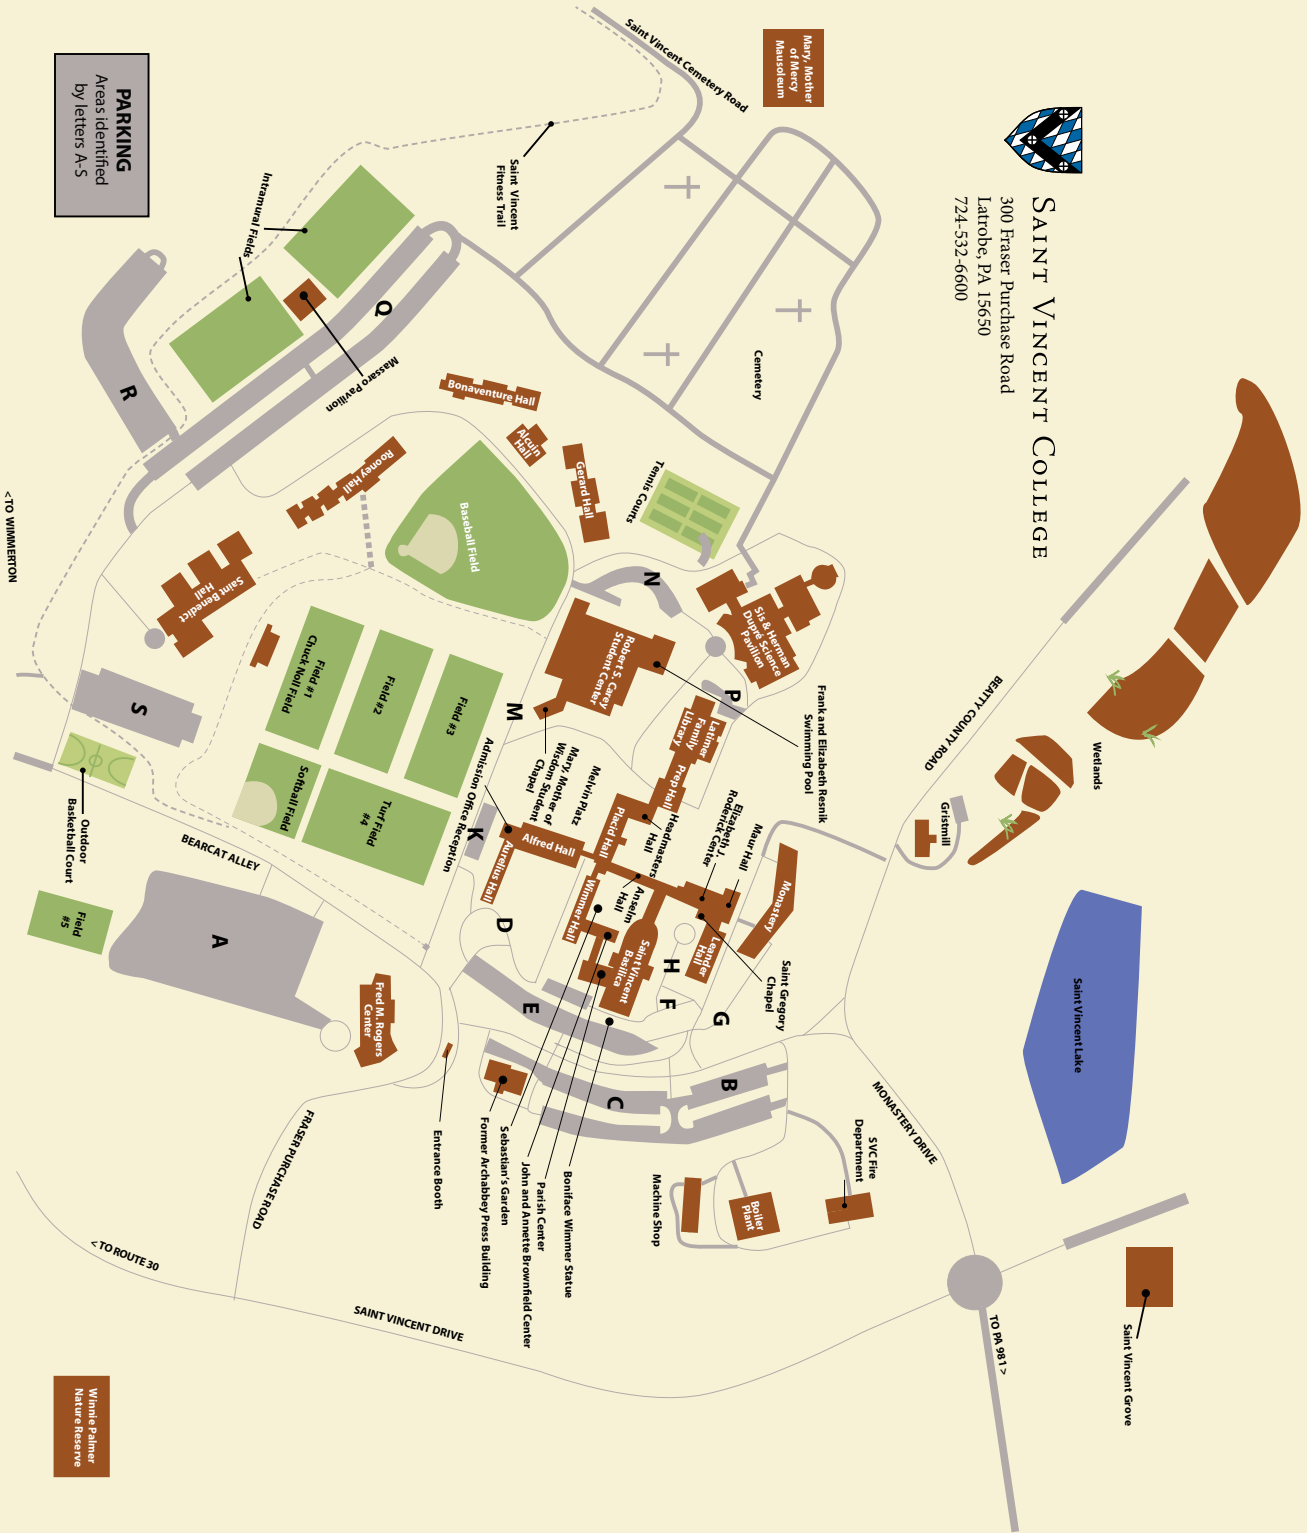 SAINT VINCENT COLLEGE
300 Fraser Purchase Road
Latrobe, PA 15650
724-532-6600
Mary, Mother
of Mercy
Mausoleum
Saint Vincent Cemetery Road
PARKING
Areas identified
by letters A-S
Saint Vincent
Fitness Trail
Intramural Fields
Massaro Pavilion
Q
R
Cemetery
Bonaventure Hall
Alcuin
Hall
Gerard Hall
Rooney Hall
Tennis Courts
Baseball Field
< TO WIMMERTON
Saint Benedict
Hall
N
Sis & Herman
Dupré Science
Pavilion
Robert S. Carey
Student Center
Frank and Elizabeth Resnik
Swimming Pool
P
M
Field #1
Chuck Noll Field
Field #2
Field #3
S
Softball Field
Turf Field
#4
Outdoor
Basketball Court
BEARCAT ALLEY
Field
#5
A
Admission Office Reception
Mary, Mother of
Wisdom Student
Chapel
Melvin Platz
Latimer
Family
Library
Prep Hall
Placid Hall
Headmasters
Hall
Elizabeth J.
Roderick Center
Maur Hall
Monastery
K
Alfred Hall
Aurelius Hall
Wimmer Hall
Anselm
Hall
Saint Vincent
Basilica
Leander
Hall
Saint Gregory
Chapel
D
E
H
F
G
B
C
Fred M. Rogers
Center
Entrance Booth
Former Archabbey Press Building
Sebastian's Garden
John and Annette Brownfield Center
Parish Center
Boniface Wimmer Statue
Machine Shop
Boiler
Plant
SVC Fire
Department
MONASTERY DRIVE
BEATTY COUNTY ROAD
Wetlands
Gristmill
Saint Vincent Lake
Saint Vincent Grove
TO PA 981 >
FRASER PURCHASE ROAD
< TO ROUTE 30
SAINT VINCENT DRIVE
Winnie Palmer
Nature Reserve